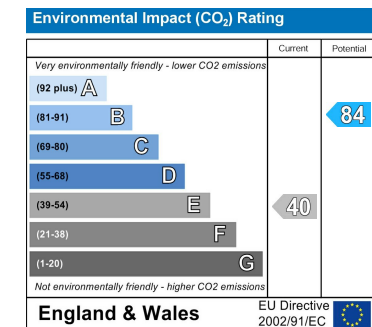 Environmental Impact (CO₂) Rating
Current Potential
Very environmentally friendly - lower CO2 emissions
(92 plus) A
(81-91) B
84
(69-80) C
(55-68) D
(39-54) E
40
(21-38) F
(1-20) G
Not environmentally friendly - higher CO2 emissions
England & Wales
EU Directive
2002/91/EC